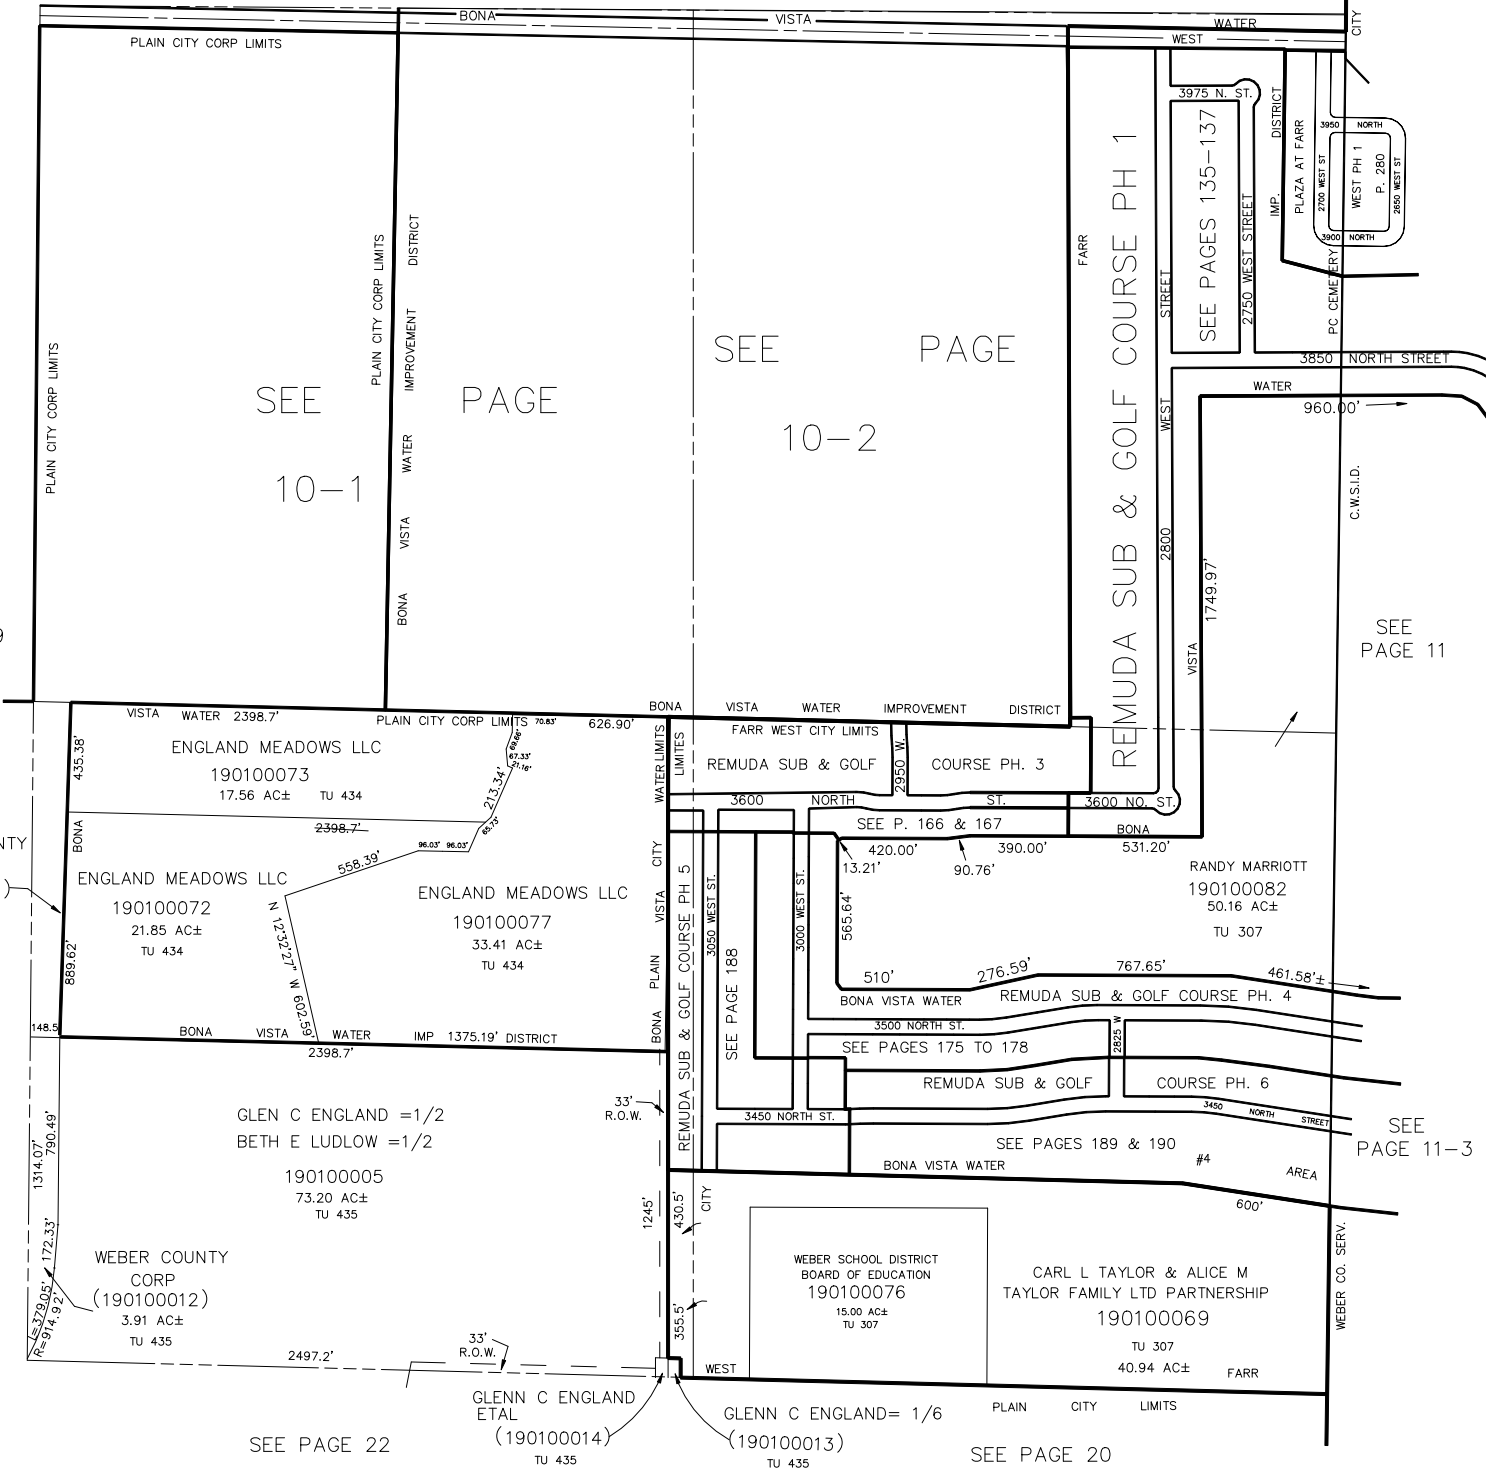 BONA VISTA WATER
WEST
CITY
PLAIN CITY CORP LIMITS
PLAIN CITY CORP LIMITS
PLAIN CITY CORP LIMITS
BONA VISTA WATER IMPROVEMENT DISTRICT
SEE PAGE
10-1
SEE PAGE
10-2
FARR
REMUDA SUB & GOLF COURSE PH 1
SEE PAGES 135-137
3975 N. ST.
2750 WEST STREET
2800 WEST STREET
IMP. DISTRICT
PLAZA AT FARR
WEST PH 1
P. 280
3950 NORTH
2700 WEST ST
2650 WEST ST
3900 NORTH
PC CEMETERY
3850 NORTH STREET
WATER
960.00'
C.W.S.I.D.
1749.97'
VISTA
SEE
PAGE 11
9
VISTA WATER 2398.7'
PLAIN CITY CORP LIMITS
70.83'
626.90'
BONA VISTA WATER IMPROVEMENT DISTRICT
FARR WEST CITY LIMITS
435.38'
ENGLAND MEADOWS LLC
190100073
17.56 AC± TU 434
69.66'
67.33'
21.16'
213.34'
65.73'
2398.7'
96.03' 96.03'
558.39'
BONA
NTY
)
ENGLAND MEADOWS LLC
190100072
21.85 AC±
TU 434
889.62'
148.5
N 12°32'27" W 602.59'
ENGLAND MEADOWS LLC
190100077
33.41 AC±
TU 434
BONA VISTA WATER IMP 1375.19' DISTRICT
2398.7'
WATER LIMITS
LIMITES
BONA PLAIN VISTA CITY
REMUDA SUB & GOLF COURSE PH. 3
2950 W.
3600 NORTH ST.
3600 NO. ST.
SEE P. 166 & 167
BONA
13.21'
420.00'
90.76'
390.00'
531.20'
REMUDA SUB & GOLF COURSE PH 5
3050 WEST ST.
SEE PAGE 188
3000 WEST ST.
565.64'
RANDY MARRIOTT
190100082
50.16 AC±
TU 307
510'
276.59'
767.65'
461.58'±
BONA VISTA WATER
REMUDA SUB & GOLF COURSE PH. 4
3500 NORTH ST.
2825 W
SEE PAGES 175 TO 178
REMUDA SUB & GOLF COURSE PH. 6
3450 NORTH ST.
3450 NORTH STREET
SEE PAGES 189 & 190
BONA VISTA WATER
#4 AREA
SEE
PAGE 11-3
600'
33'
R.O.W.
GLEN C ENGLAND =1/2
BETH E LUDLOW =1/2
190100005
73.20 AC±
TU 435
1314.07'
790.49'
172.33'
L=379.05'
R=914.92'
WEBER COUNTY
CORP
(190100012)
3.91 AC±
TU 435
1245'
430.5'
355.5'
CITY
WEBER SCHOOL DISTRICT
BOARD OF EDUCATION
190100076
15.00 AC±
TU 307
CARL L TAYLOR & ALICE M
TAYLOR FAMILY LTD PARTNERSHIP
190100069
TU 307
40.94 AC±
WEBER CO. SERV.
2497.2'
33'
R.O.W.
WEST
FARR
PLAIN CITY LIMITS
GLENN C ENGLAND
ETAL
(190100014)
TU 435
GLENN C ENGLAND= 1/6
(190100013)
TU 435
SEE PAGE 22
SEE PAGE 20